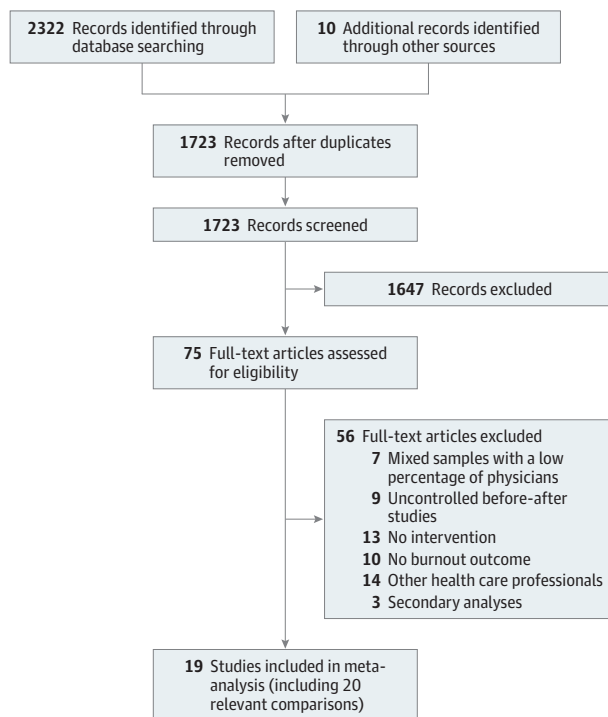 2322 Records identified through
database searching
10 Additional records identified
through other sources
1723 Records after duplicates
removed
1723 Records screened
1647 Records excluded
75 Full-text articles assessed
for eligibility
56 Full-text articles excluded
7 Mixed samples with a low
percentage of physicians
9 Uncontrolled before-after
studies
13 No intervention
10 No burnout outcome
14 Other health care professionals
3 Secondary analyses
19 Studies included in meta-
analysis (including 20
relevant comparisons)